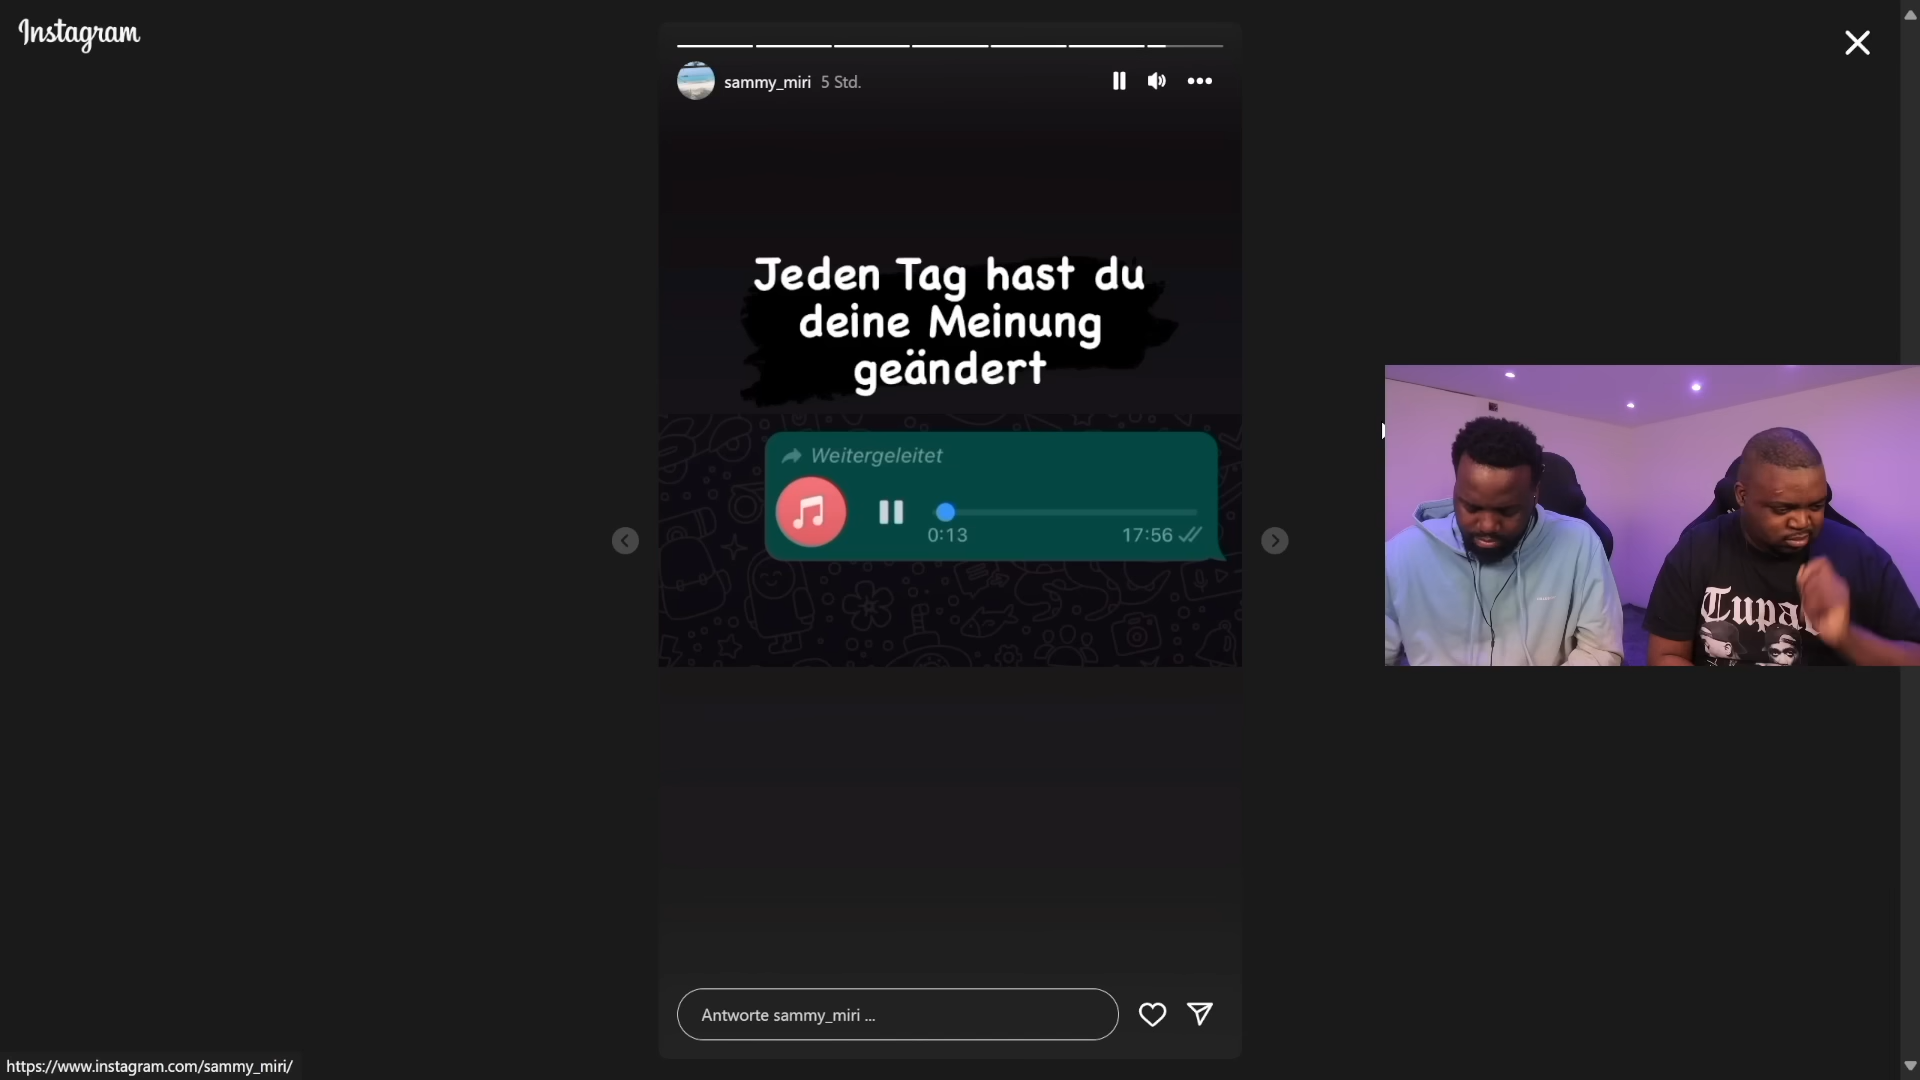 Instagram
sammy_miri 5 Std.
Jeden Tag hast du
deine Meinung
geändert
Weitergeleitet
0:13 17:56
Tupa
Antworte sammy_miri ...
https://www.instagram.com/sammy_miri/